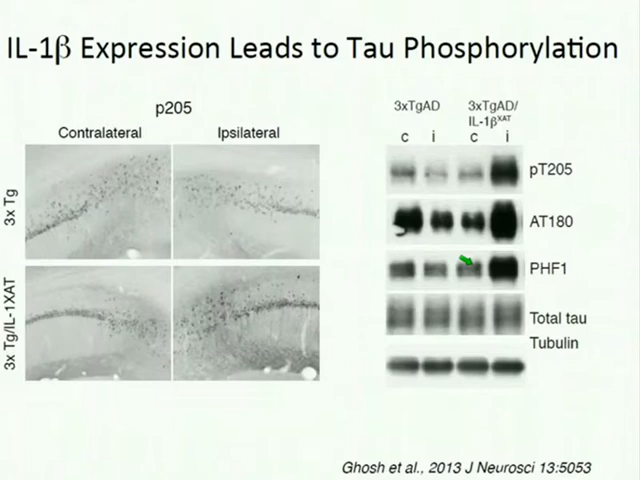 IL-1β Expression Leads to Tau Phosphorylation
p205
Contralateral Ipsilateral
3x Tg
3x Tg/IL-1XAT
3xTgAD 3xTgAD/
IL-1βXAT
c i c i
pT205
AT180
PHF1
Total tau
Tubulin
Ghosh et al., 2013 J Neurosci 13:5053